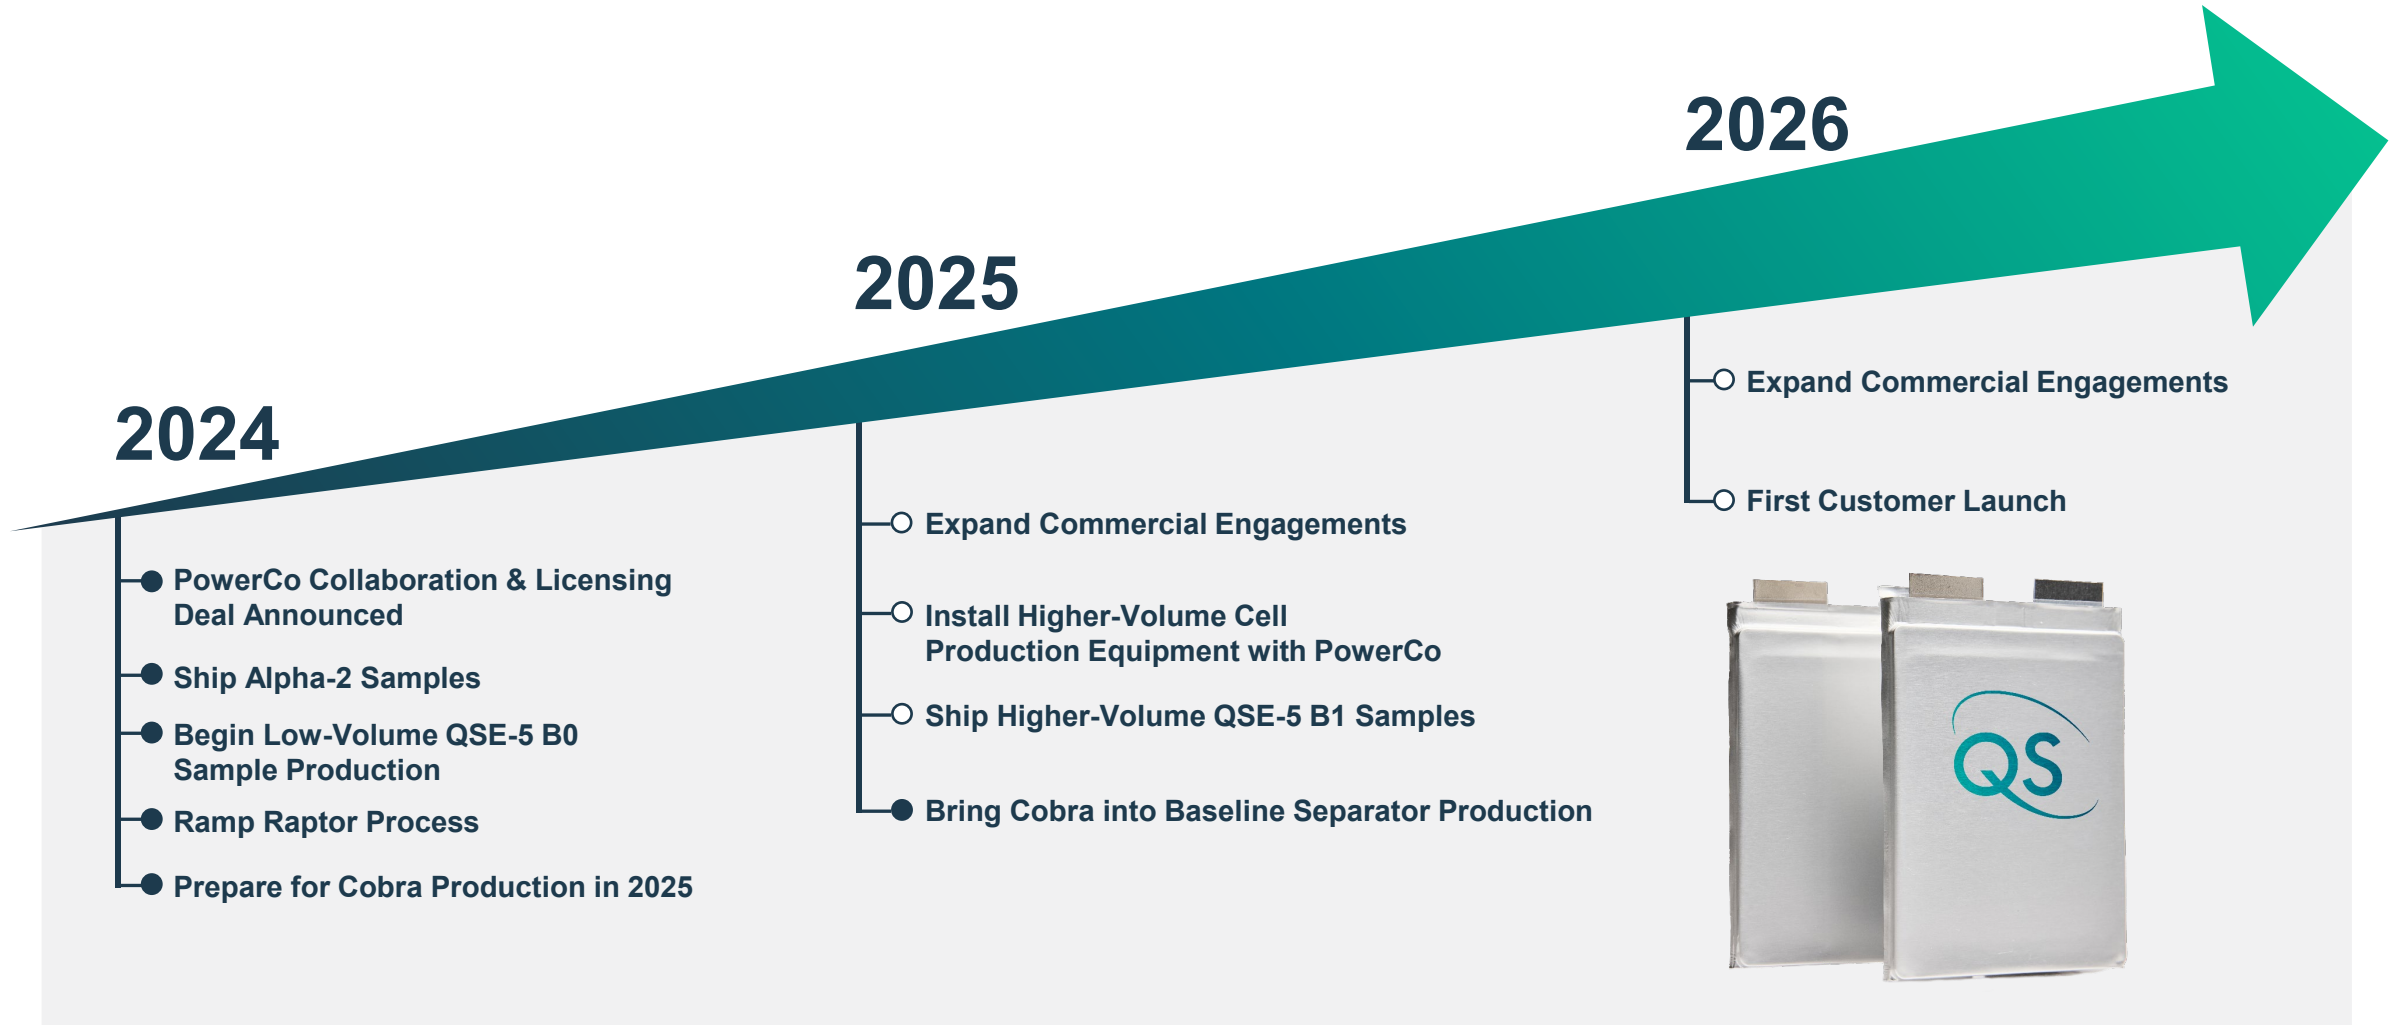 2024
PowerCo Collaboration & Licensing
Deal Announced
Ship Alpha-2 Samples
Begin Low-Volume QSE-5 B0
Sample Production
Ramp Raptor Process
Prepare for Cobra Production in 2025
2025
Expand Commercial Engagements
Install Higher-Volume Cell
Production Equipment with PowerCo
Ship Higher-Volume QSE-5 B1 Samples
Bring Cobra into Baseline Separator Production
2026
Expand Commercial Engagements
First Customer Launch
QS